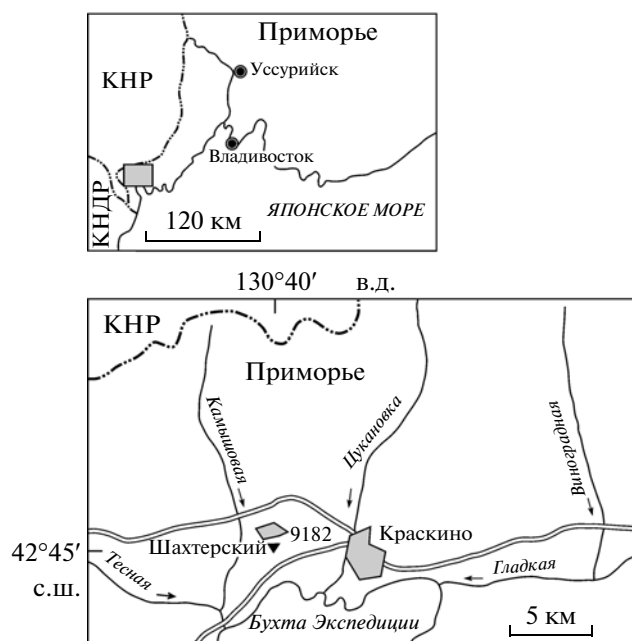 Приморье
КНР
Уссурийск
Владивосток
КНДР
ЯПОНСКОЕ МОРЕ
120 км
130°40′ в.д.
КНР
Приморье
Камышовая
Цукановка
Виноградная
9182
Краскино
Шахтерский
42°45′
с.ш.
Тесная
Гладкая
Бухта Экспедиции
5 км